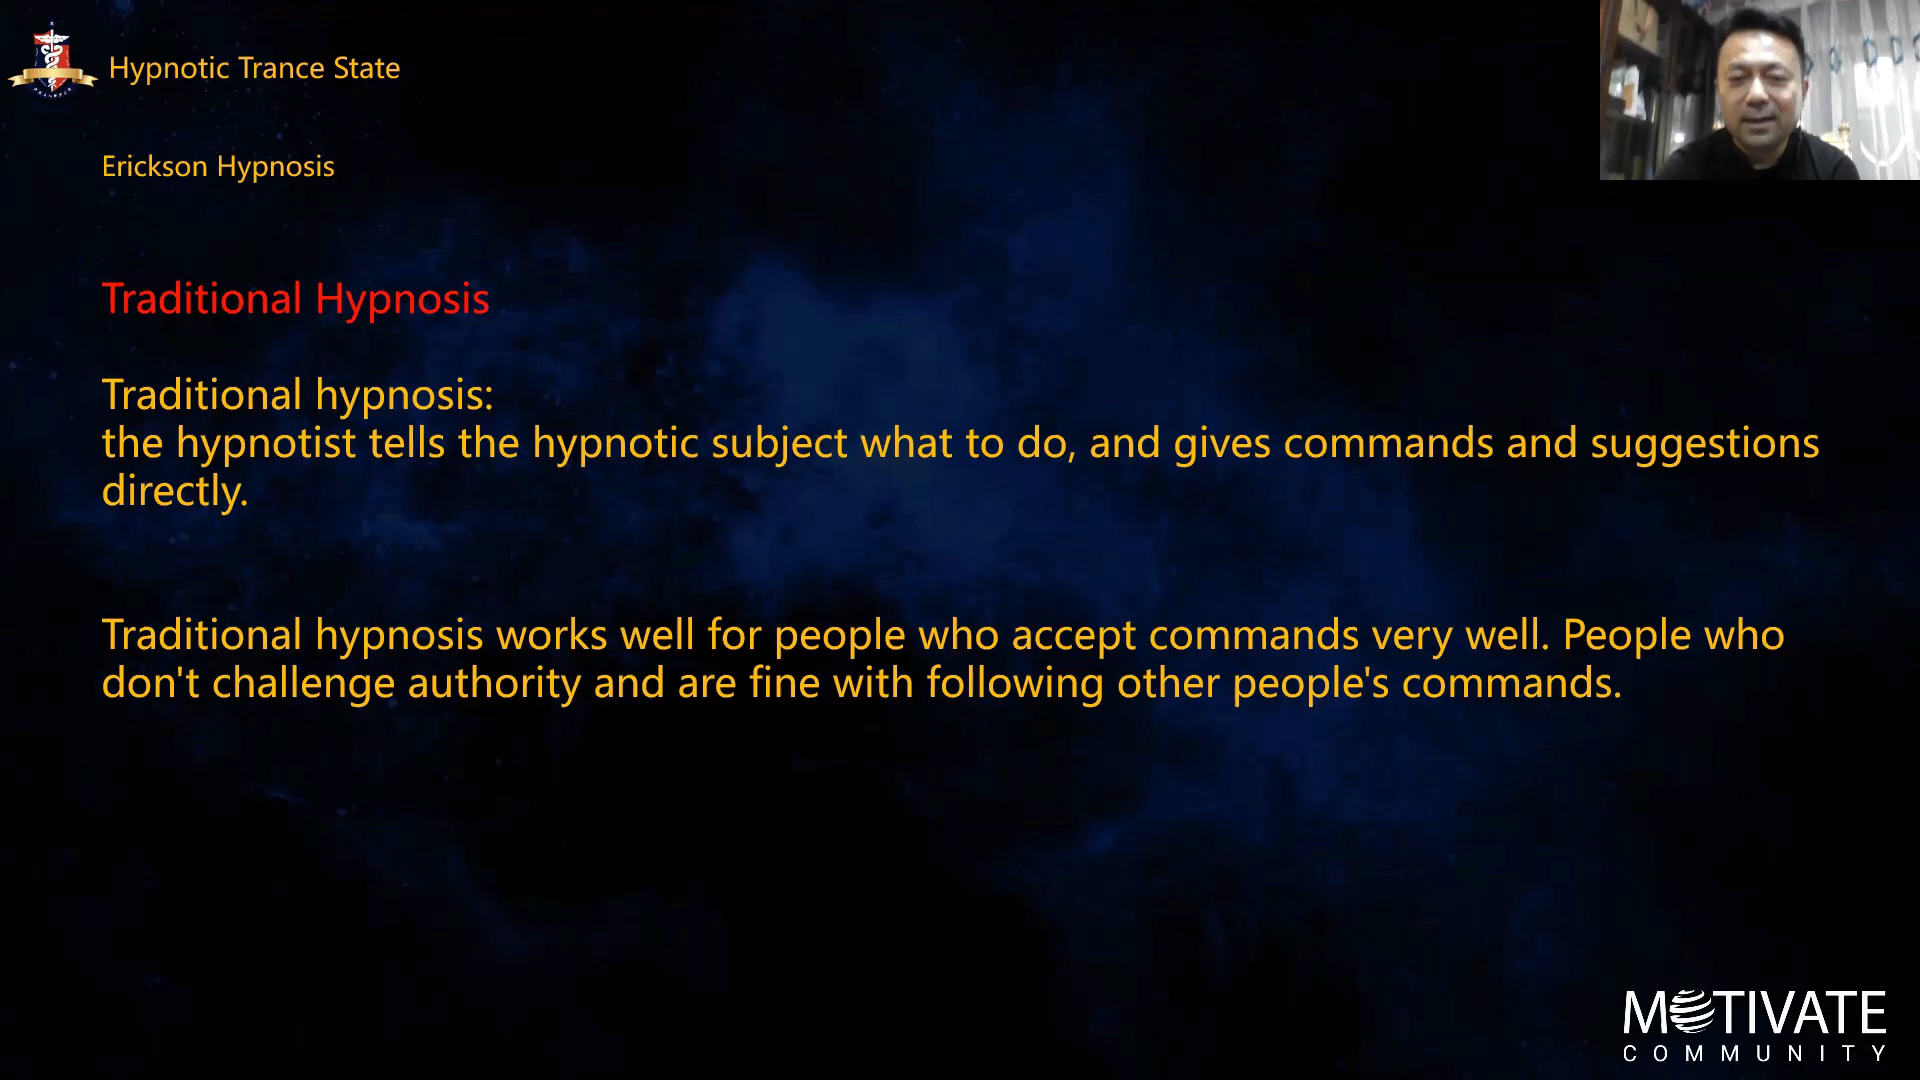 Hypnotic Trance State
Erickson Hypnosis
Traditional Hypnosis
Traditional hypnosis:
the hypnotist tells the hypnotic subject what to do, and gives commands and suggestions
directly.
Traditional hypnosis works well for people who accept commands very well. People who
don't challenge authority and are fine with following other people's commands.
MOTIVATE
COMMUNITY